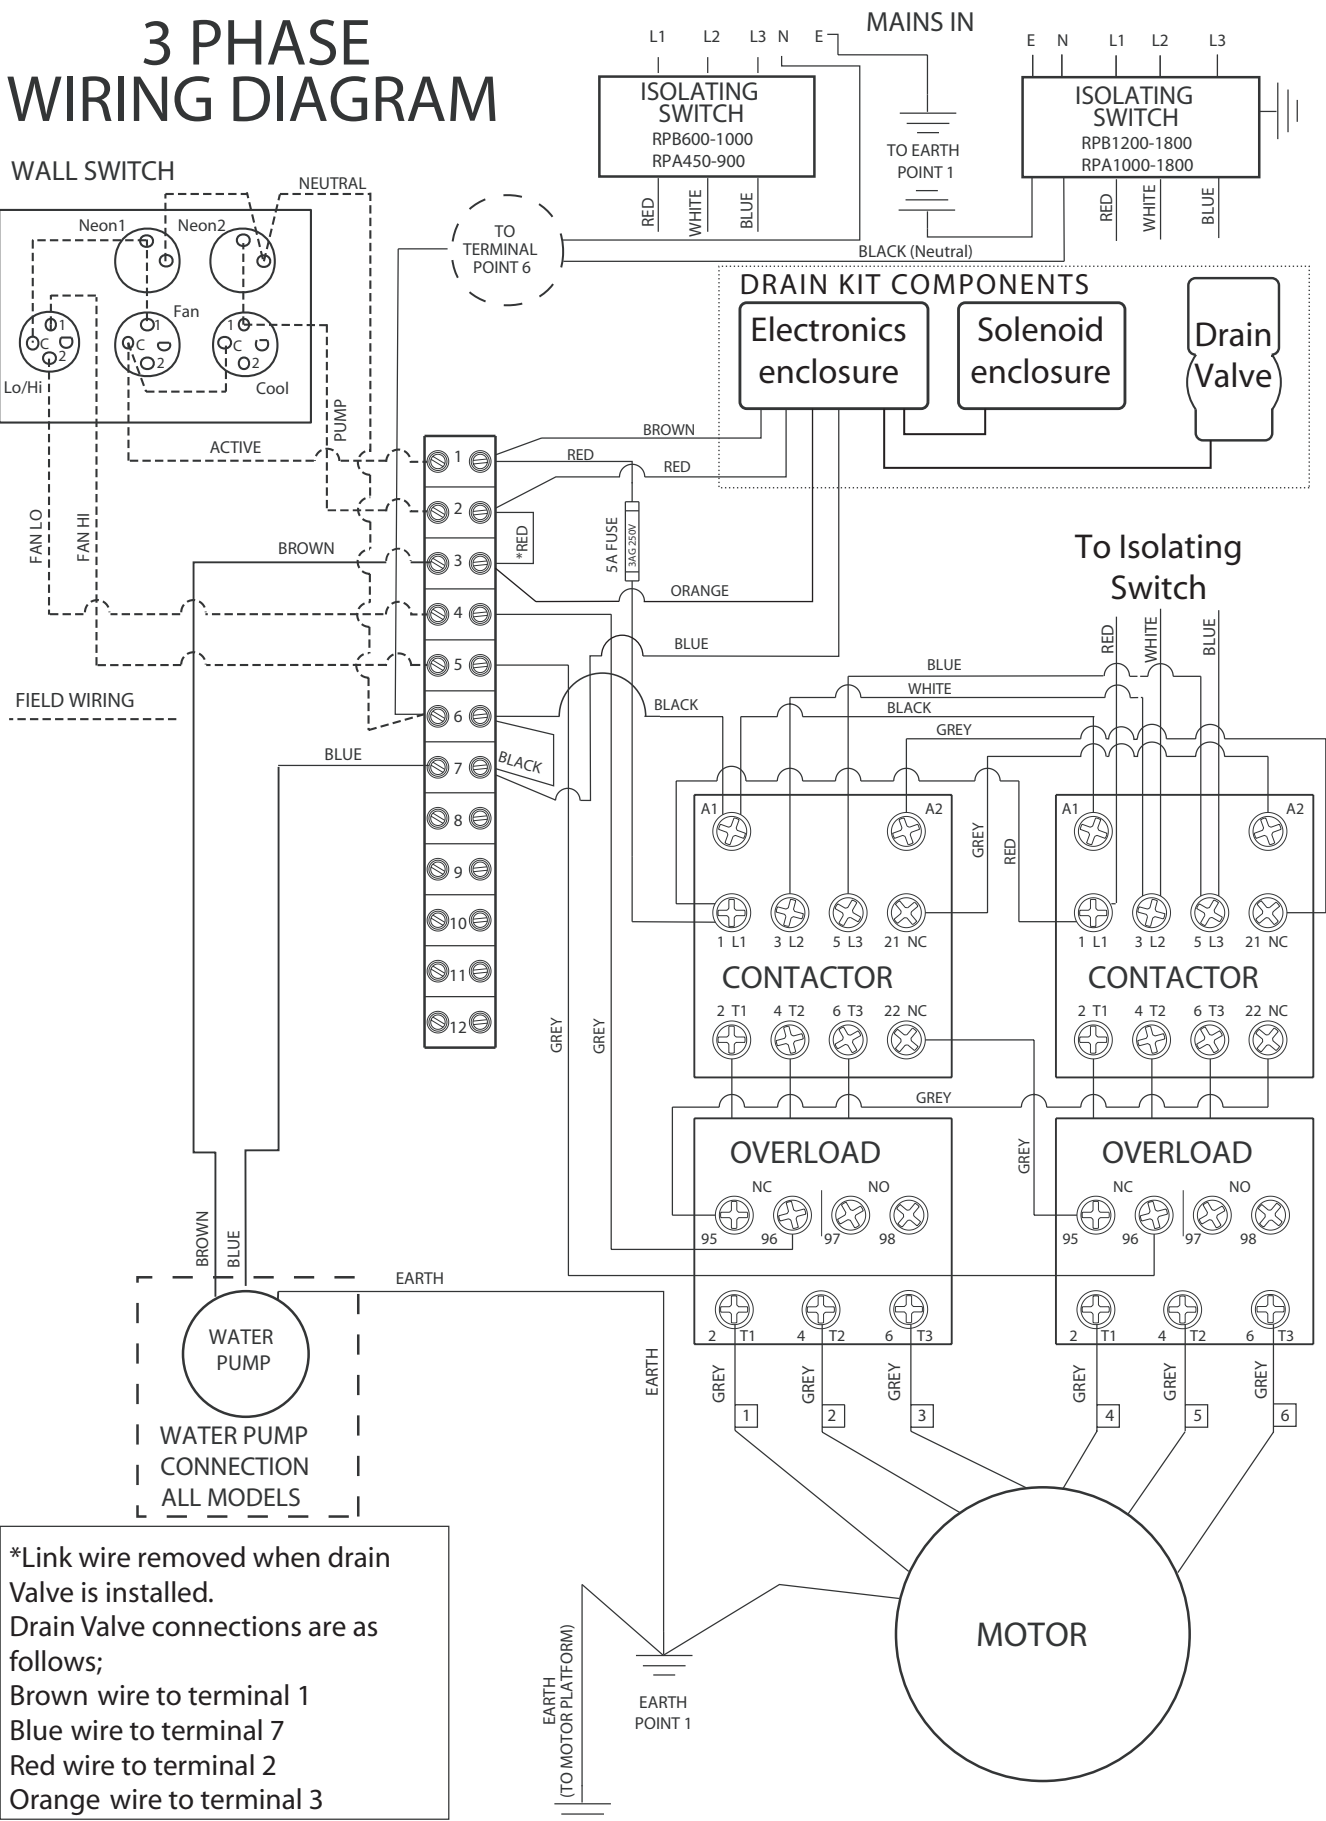 3 PHASE
WIRING DIAGRAM
MAINS IN
L1 L2 L3 N E
ISOLATING
SWITCH
RPB600-1000
RPA450-900
RED
WHITE
BLUE
TO EARTH
POINT 1
E N L1 L2 L3
ISOLATING
SWITCH
RPB1200-1800
RPA1000-1800
RED
WHITE
BLUE
BLACK (Neutral)
TO
TERMINAL
POINT 6
WALL SWITCH
NEUTRAL
Neon1 Neon2
Fan
1
C
2
1
C
2
1
C
2
Lo/Hi
Cool
PUMP
ACTIVE
FAN LO
FAN HI
BROWN
FIELD WIRING
BLUE
DRAIN KIT COMPONENTS
Electronics
enclosure
Solenoid
enclosure
Drain
Valve
1
2
3
4
5
6
7
8
9
10
11
12
BROWN
RED
RED
*RED
5A FUSE
3AG 250V
ORANGE
BLUE
BLACK
BLACK
GREY
GREY
To Isolating
Switch
RED
WHITE
BLUE
BLUE
WHITE
BLACK
GREY
GREY
RED
A1 A2
1 L1 3 L2 5 L3 21 NC
CONTACTOR
2 T1 4 T2 6 T3 22 NC
A1 A2
1 L1 3 L2 5 L3 21 NC
CONTACTOR
2 T1 4 T2 6 T3 22 NC
GREY
GREY
OVERLOAD
NC NO
95 96 97 98
2 T1 4 T2 6 T3
OVERLOAD
NC NO
95 96 97 98
2 T1 4 T2 6 T3
GREY
GREY
GREY
GREY
GREY
GREY
1 2 3 4 5 6
MOTOR
BROWN
BLUE
EARTH
WATER
PUMP
WATER PUMP
CONNECTION
ALL MODELS
EARTH
EARTH
(TO MOTOR PLATFORM)
EARTH
POINT 1
*Link wire removed when drain
Valve is installed.
Drain Valve connections are as
follows;
Brown wire to terminal 1
Blue wire to terminal 7
Red wire to terminal 2
Orange wire to terminal 3